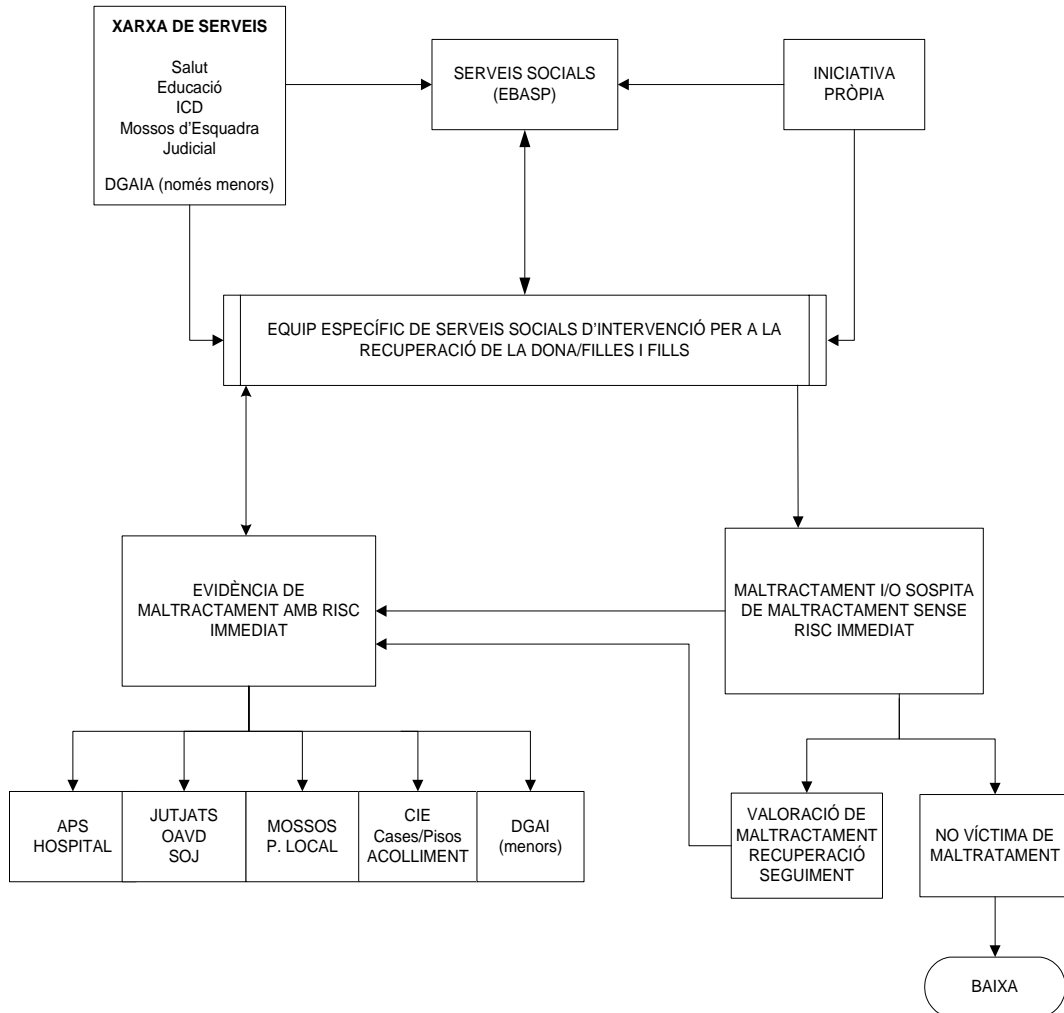 XARXA DE SERVEIS
Salut
Educació
ICD
Mossos d'Esquadra
Judicial
DGAIA (només menors)
SERVEIS SOCIALS
(EBASP)
INICIATIVA
PRÒPIA
EQUIP ESPECÍFIC DE SERVEIS SOCIALS D'INTERVENCIÓ PER A LA
RECUPERACIÓ DE LA DONA/FILLES I FILLS
EVIDÈNCIA DE
MALTRACTAMENT AMB RISC
IMMEDIAT
MALTRACTAMENT I/O SOSPITA
DE MALTRACTAMENT SENSE
RISC IMMEDIAT
APS
HOSPITAL
JUTJATS
OAVD
SOJ
MOSSOS
P. LOCAL
CIE
Cases/Pisos
ACOLLIMENT
DGAI
(menors)
VALORACIÓ DE
MALTRACTAMENT
RECUPERACIÓ
SEGUIMENT
NO VÍCTIMA DE
MALTRATAMENT
BAIXA